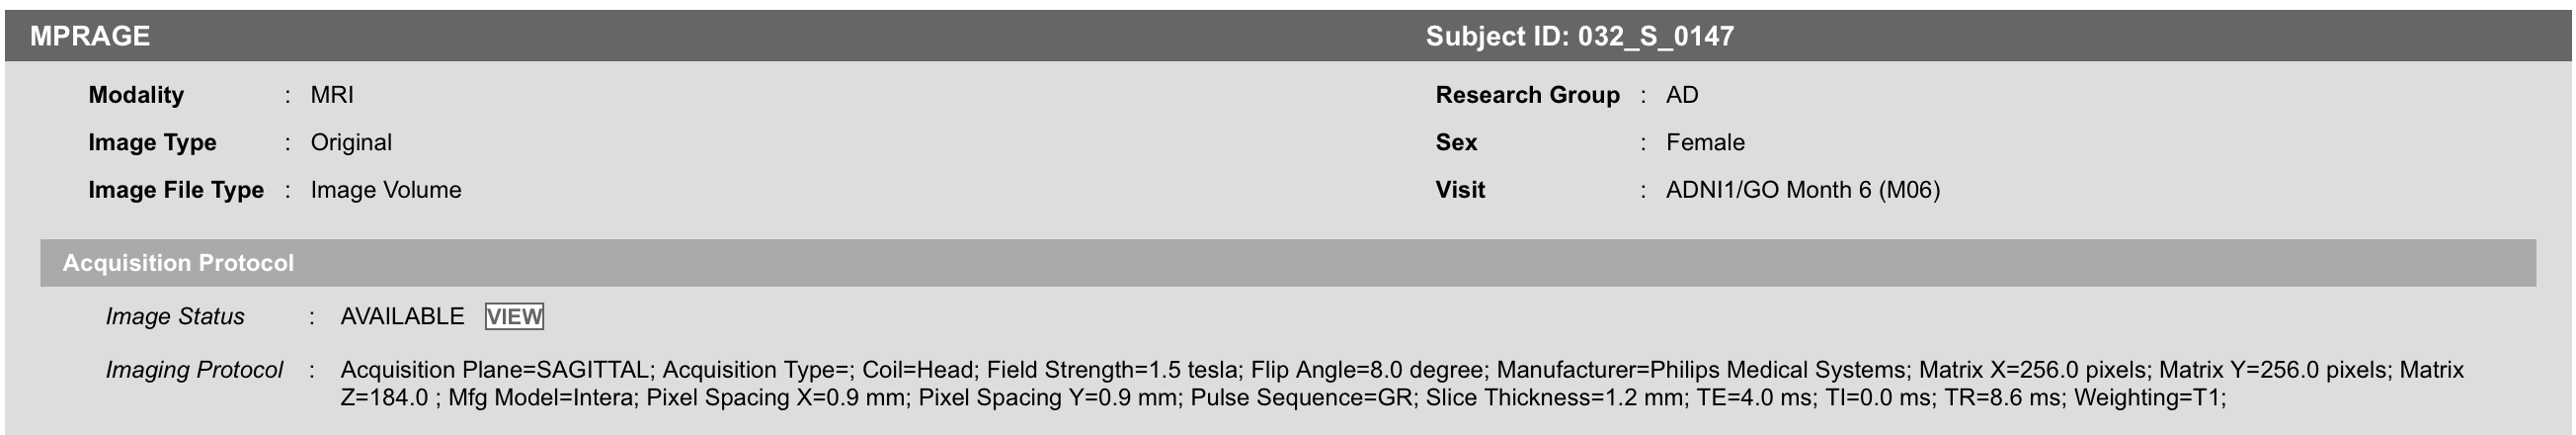 MPRAGE Subject ID: 032_S_0147
Modality : MRI Research Group : AD
Image Type : Original Sex : Female
Image File Type : Image Volume Visit : ADNI1/GO Month 6 (M06)
Acquisition Protocol
Image Status : AVAILABLE VIEW
Imaging Protocol : Acquisition Plane=SAGITTAL; Acquisition Type=; Coil=Head; Field Strength=1.5 tesla; Flip Angle=8.0 degree; Manufacturer=Philips Medical Systems; Matrix X=256.0 pixels; Matrix Y=256.0 pixels; Matrix
Z=184.0 ; Mfg Model=Intera; Pixel Spacing X=0.9 mm; Pixel Spacing Y=0.9 mm; Pulse Sequence=GR; Slice Thickness=1.2 mm; TE=4.0 ms; TI=0.0 ms; TR=8.6 ms; Weighting=T1;